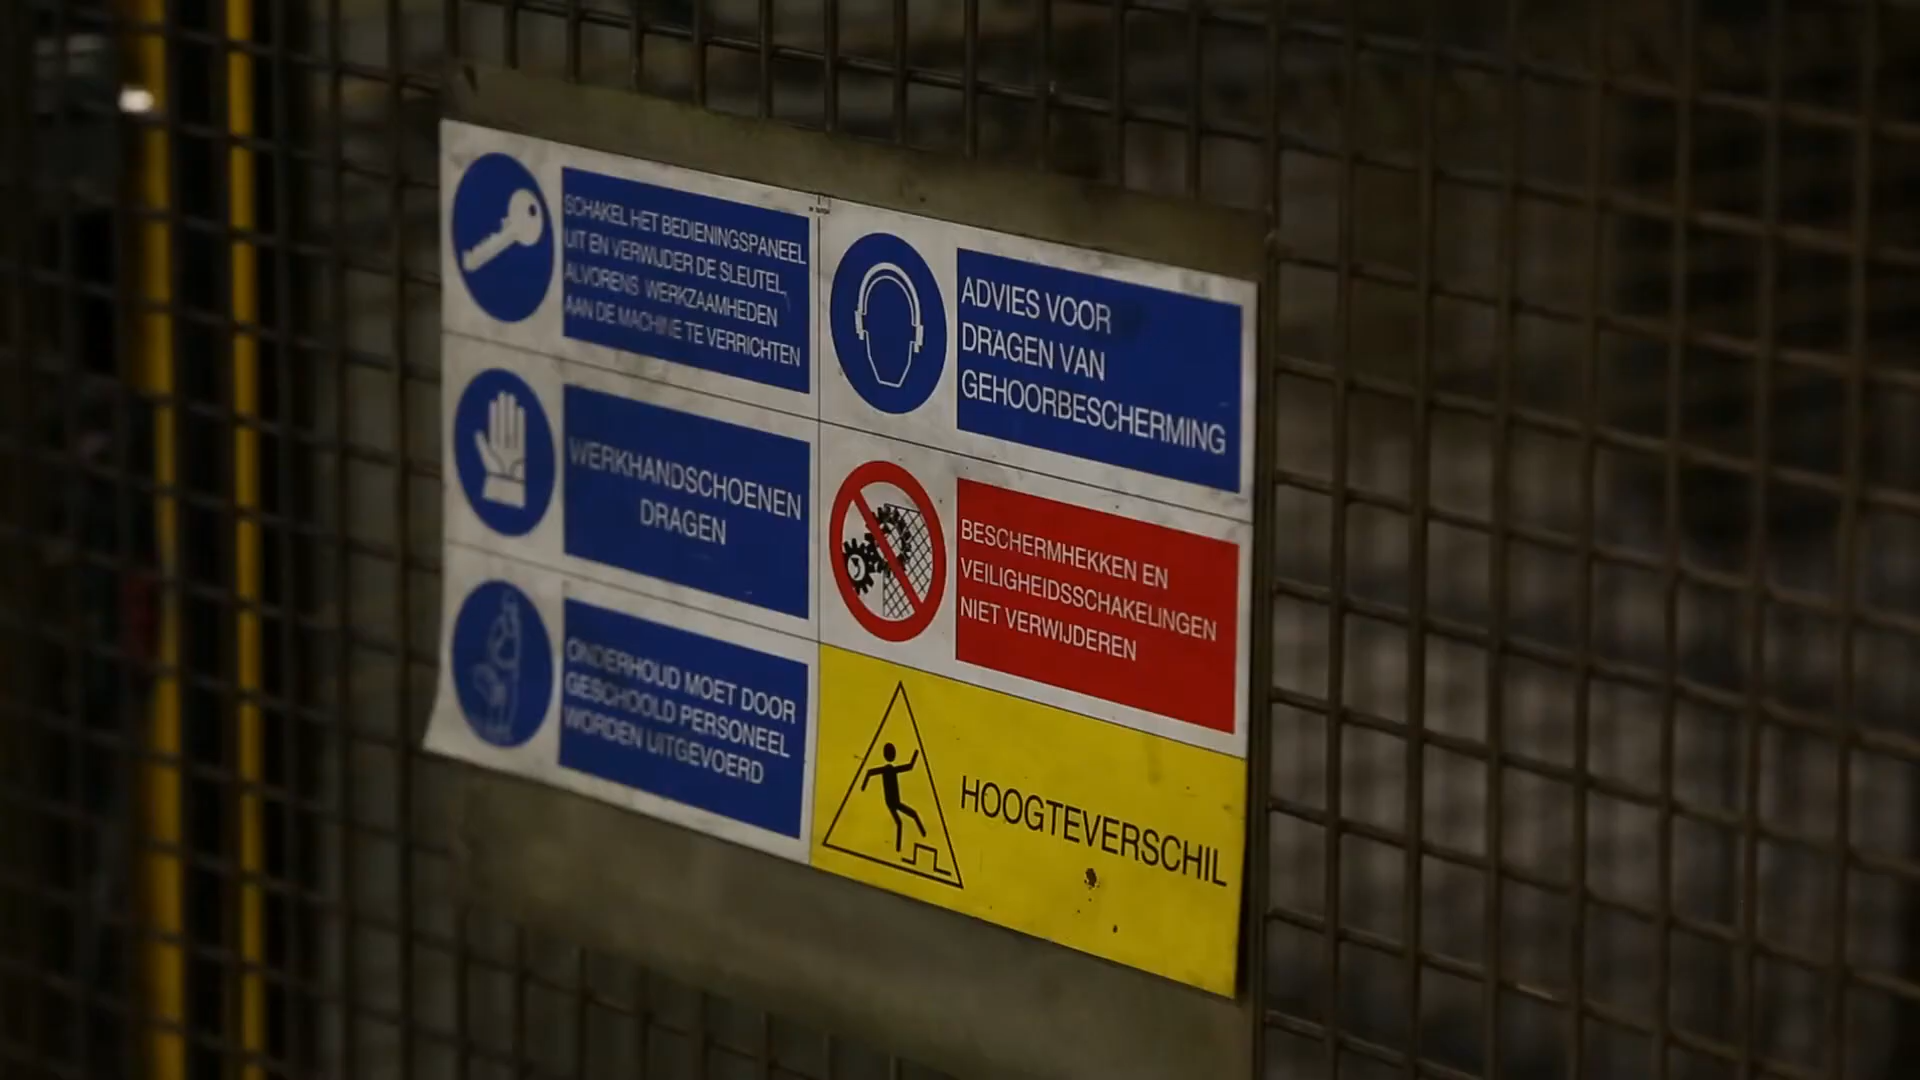 SCHAKEL HET BEDIENINGSPANEEL
UIT EN VERWIJDER DE SLEUTEL,
ALVORENS WERKZAAMHEDEN
AAN DE MACHINE TE VERRICHTEN
WERKHANDSCHOENEN
DRAGEN
ONDERHOUD MOET DOOR
GESCHOOLD PERSONEEL
WORDEN UITGEVOERD
ADVIES VOOR
DRAGEN VAN
GEHOORBESCHERMING
BESCHERMHEKKEN EN
VEILIGHEIDSSCHAKELINGEN
NIET VERWIJDEREN
HOOGTEVERSCHIL